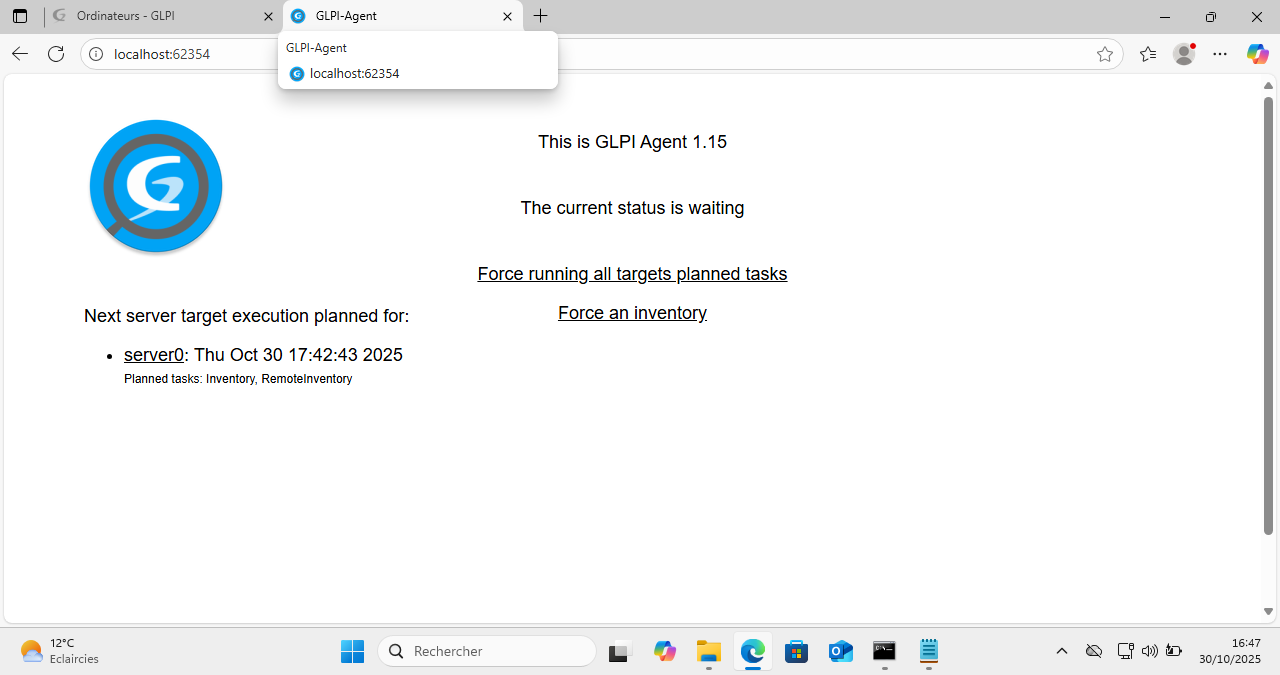 Ordinateurs - GLPI
GLPI-Agent
localhost:62354
GLPI-Agent
localhost:62354
This is GLPI Agent 1.15
The current status is waiting
Force running all targets planned tasks
Force an inventory
Next server target execution planned for:
server0: Thu Oct 30 17:42:43 2025
Planned tasks: Inventory, RemoteInventory
12°C
Eclaircies
Rechercher
16:47
30/10/2025